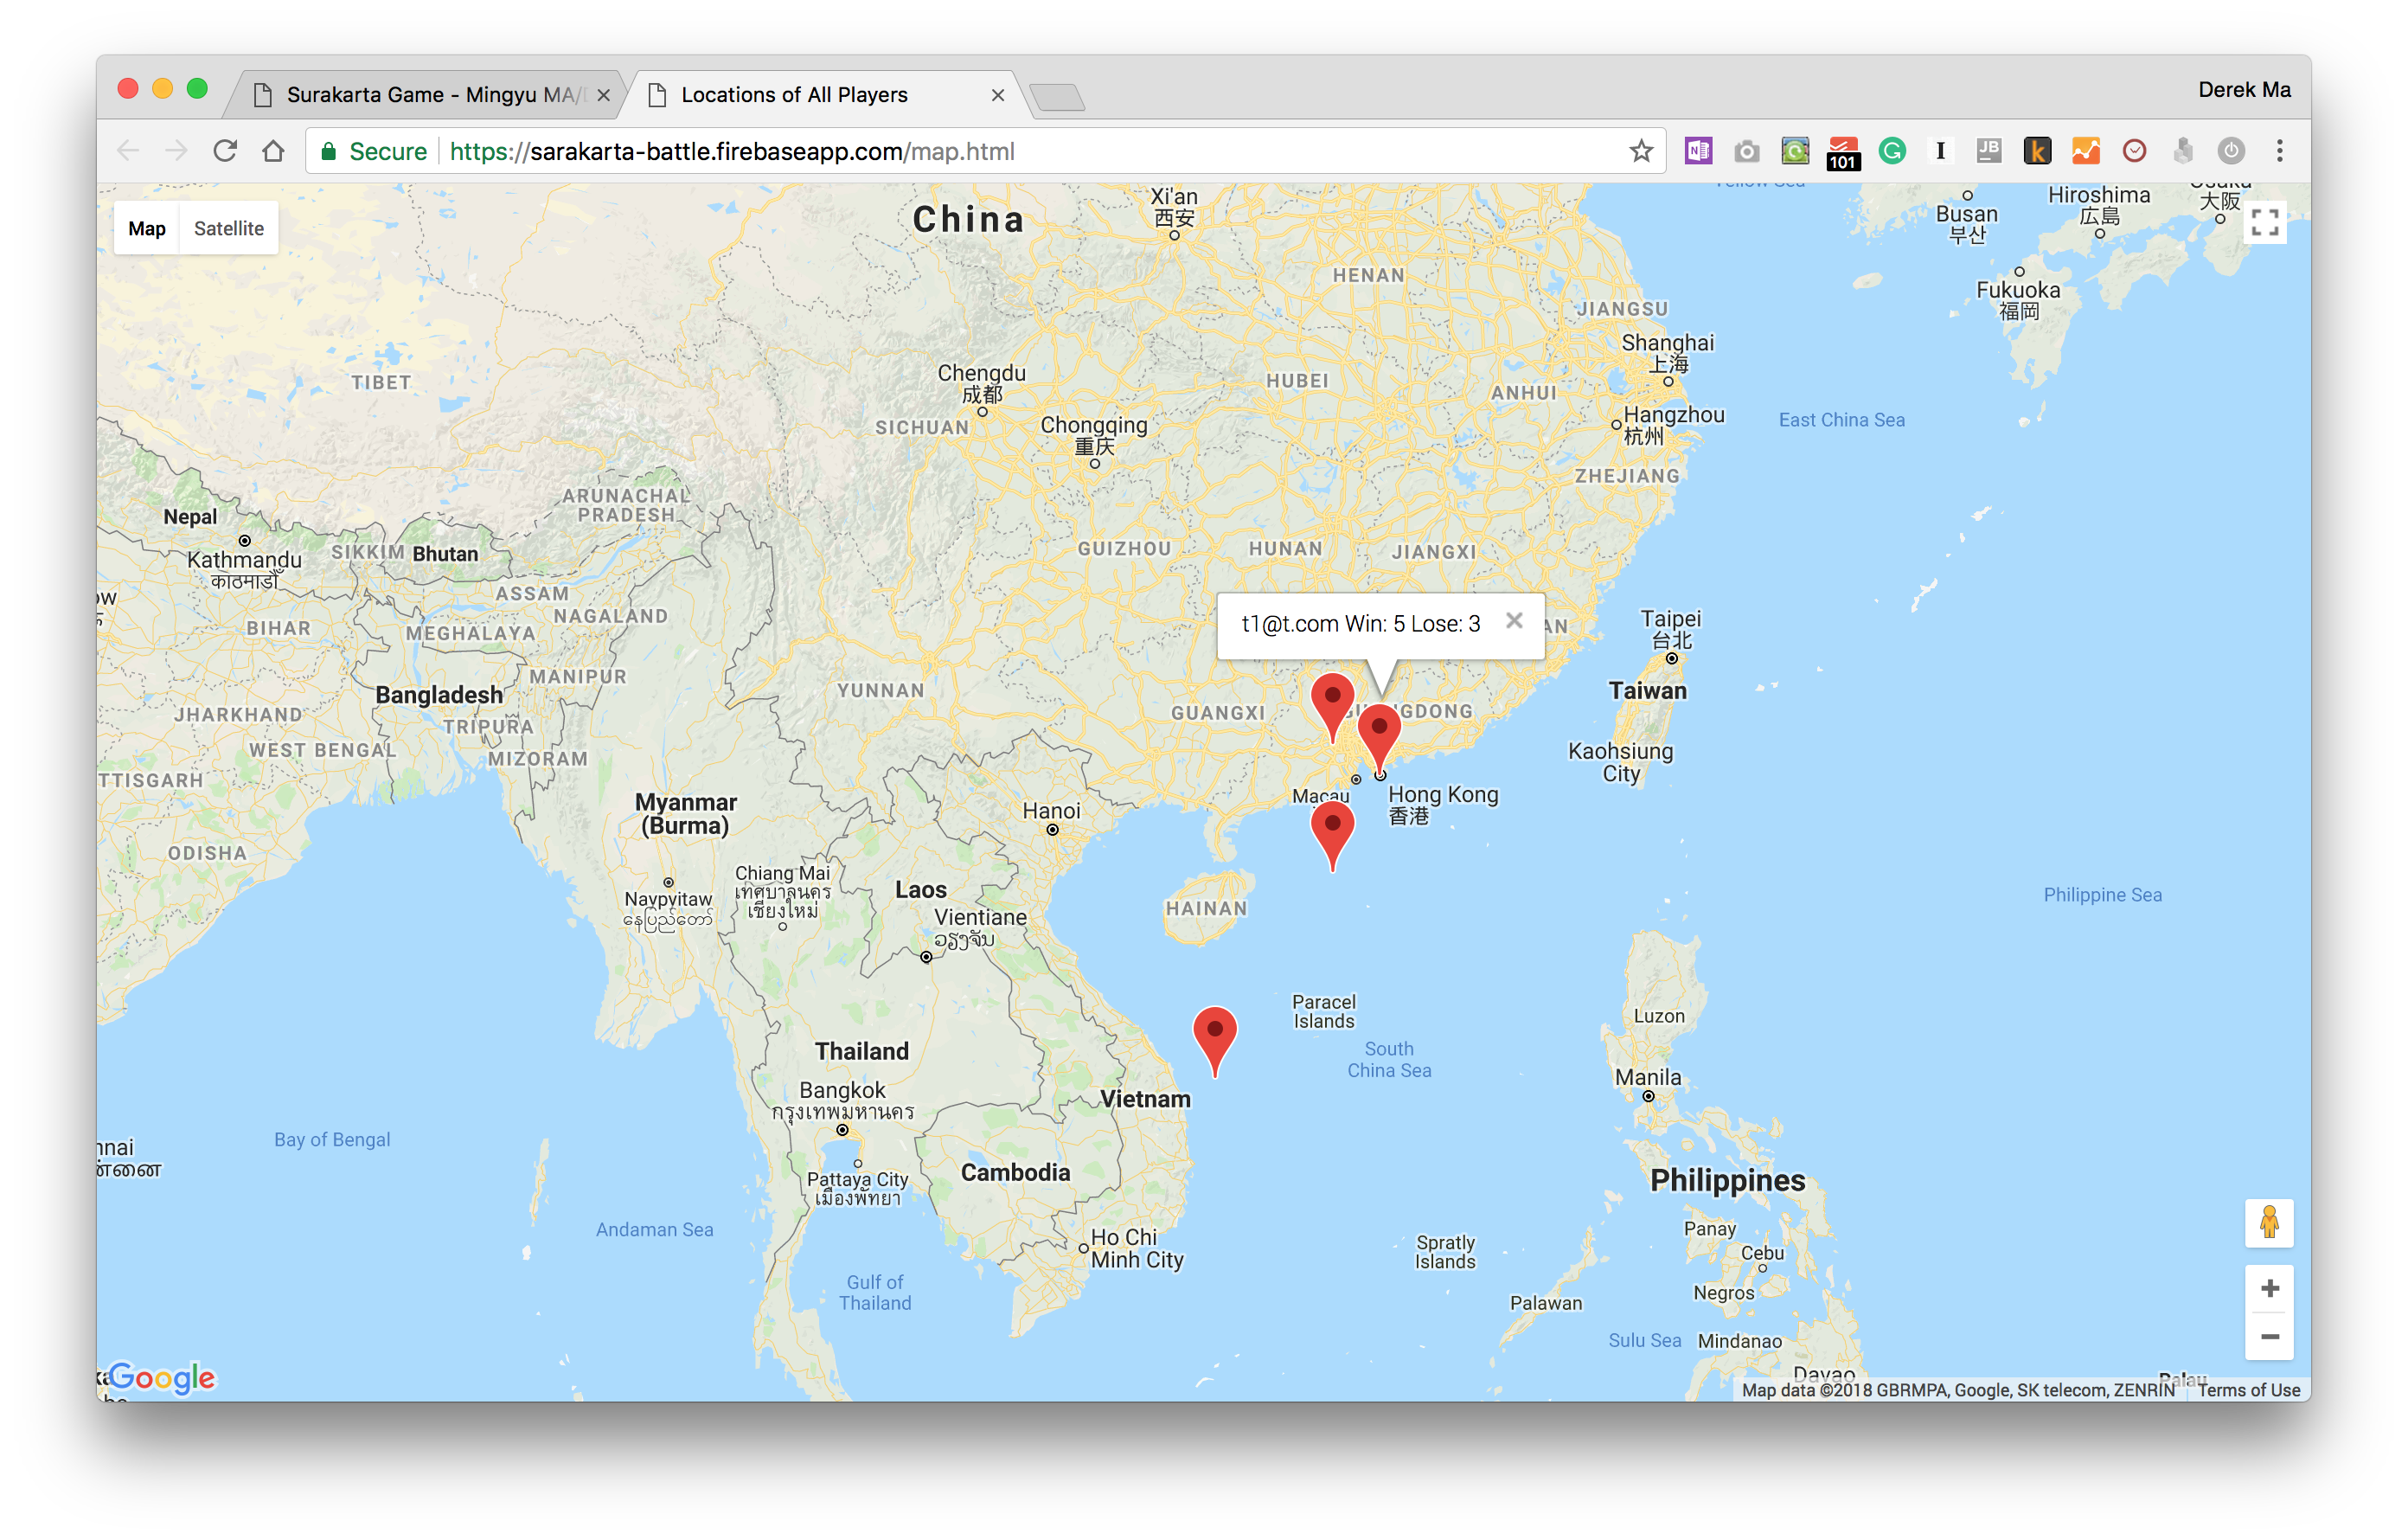 Surakarta Game - Mingyu MA/D
Locations of All Players
Derek Ma
Secure
https://sarakarta-battle.firebaseapp.com/map.html
101
JB
Map
Satellite
China
Xi'an
西安
Yellow Sea
Busan
부산
Hiroshima
広島
Osaka
大阪
HENAN
Fukuoka
福岡
JIANGSU
Shanghai
上海
TIBET
Chengdu
成都
HUBEI
ANHUI
Hangzhou
杭州
East China Sea
SICHUAN
Chongqing
重庆
ZHEJIANG
ARUNACHAL
PRADESH
Nepal
Kathmandu
काठमाडौँ
SIKKIM
Bhutan
GUIZHOU
HUNAN
JIANGXI
ASSAM
NAGALAND
BIHAR
MEGHALAYA
t1@t.com Win: 5 Lose: 3
AN
Taipei
台北
Bangladesh
MANIPUR
YUNNAN
Taiwan
JHARKHAND
TRIPURA
GUANGXI
WEST BENGAL
MIZORAM
Kaohsiung
City
TTISGARH
Myanmar
(Burma)
Hanoi
Macau
Hong Kong
香港
ODISHA
Chiang Mai
เทศบาลนคร
เชียงใหม่
Naypyitaw
နေပြည်တော်
Laos
Vientiane
ວຽງຈັນ
HAINAN
Philippine Sea
Paracel
Islands
Luzon
Thailand
South
China Sea
Manila
Bangkok
กรุงเทพมหานคร
Vietnam
Bay of Bengal
nnai
Cambodia
Pattaya City
เมืองพัทยา
Philippines
Andaman Sea
Ho Chi
Minh City
Spratly
Islands
Panay
Cebu
Gulf of
Thailand
Palawan
Negros
Sulu Sea
Mindanao
Davao
Palau
Google
Map data ©2018 GBRMPA, Google, SK telecom, ZENRIN
Terms of Use